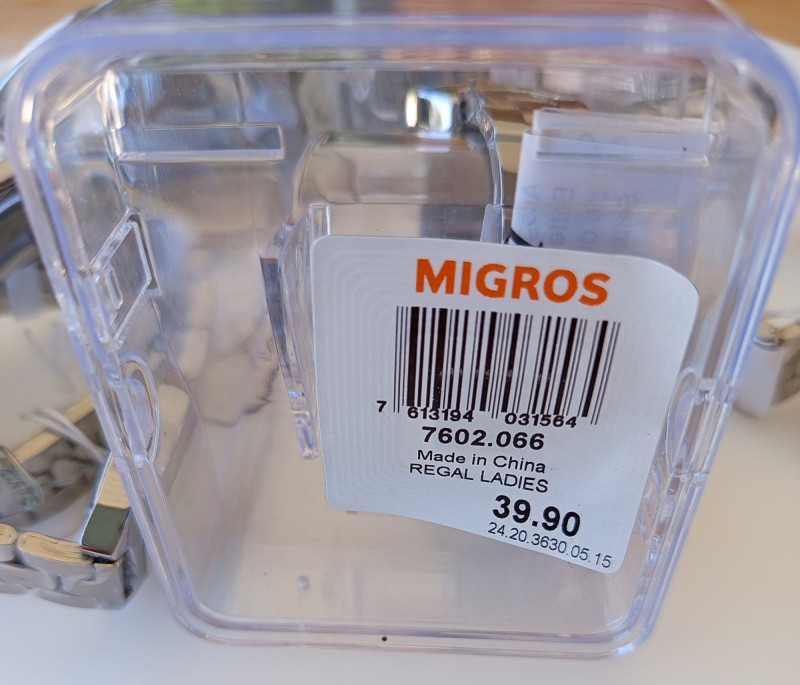 MIGROS
7 613194 031564
7602.066
Made in China
REGAL LADIES
39.90
24.20.3630.05.15